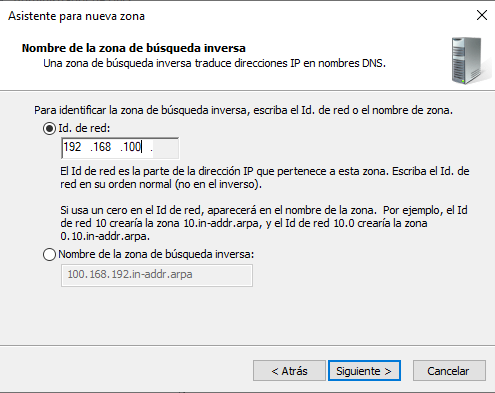 Asistente para nueva zona
Nombre de la zona de búsqueda inversa
Una zona de búsqueda inversa traduce direcciones IP en nombres DNS.
Para identificar la zona de búsqueda inversa, escriba el Id. de red o el nombre de zona.
Id. de red:
192 .168 .100 .
El Id de red es la parte de la dirección IP que pertenece a esta zona. Escriba el Id. de
red en su orden normal (no en el inverso).
Si usa un cero en el Id de red, aparecerá en el nombre de la zona. Por ejemplo, el Id
de red 10 crearía la zona 10.in-addr.arpa, y el Id de red 10.0 crearía la zona
0.10.in-addr.arpa.
Nombre de la zona de búsqueda inversa:
100.168.192.in-addr.arpa
< Atrás
Siguiente >
Cancelar